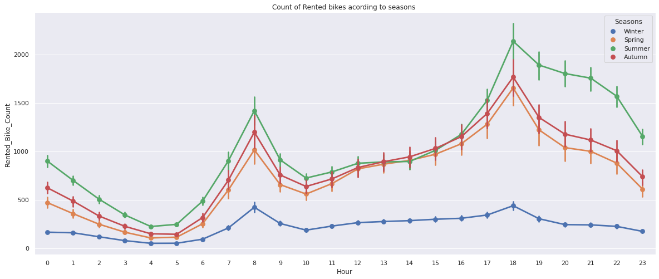 Count of Rented bikes acording to seasons
Seasons
Winter
Spring
Summer
Autumn
Rented_Bike_Count
2000
1500
1000
500
0
0 1 2 3 4 5 6 7 8 9 10 11 12 13 14 15 16 17 18 19 20 21 22 23
Hour